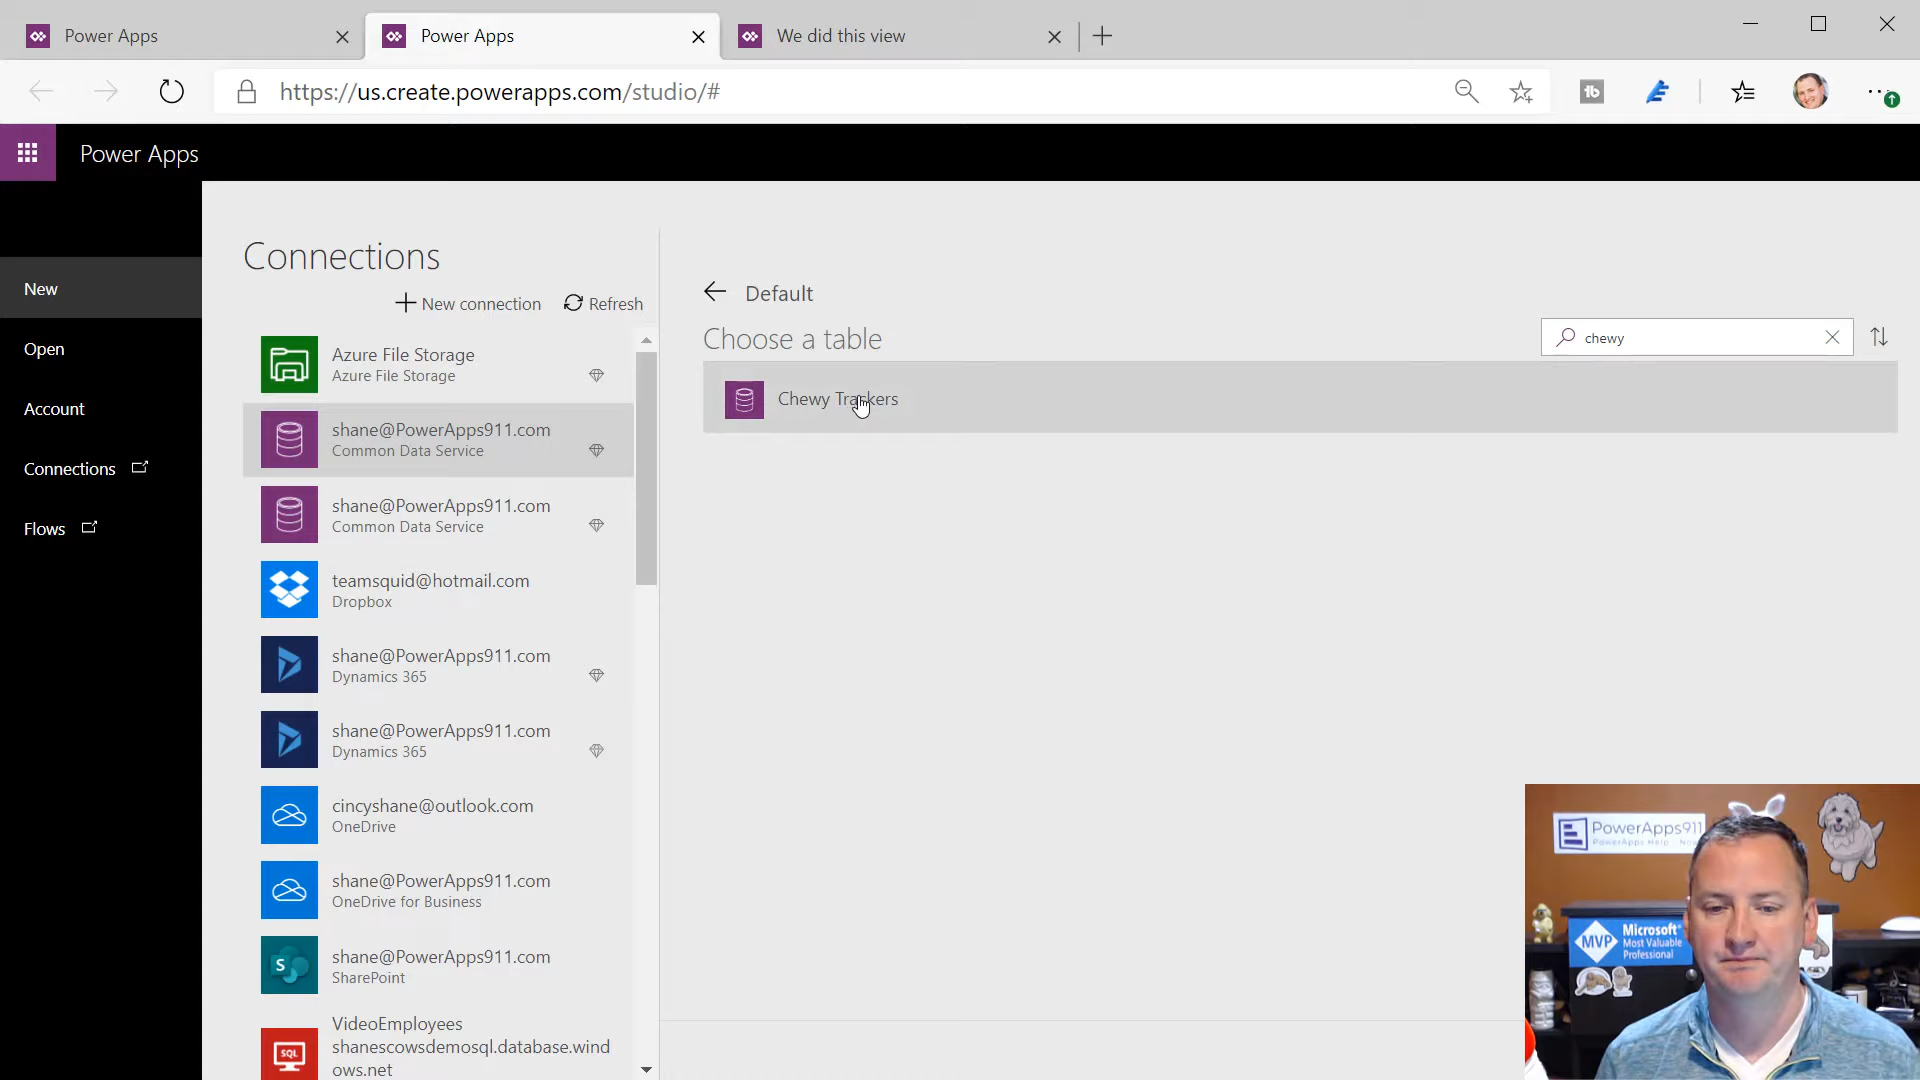 Power Apps
Power Apps
We did this view
https://us.create.powerapps.com/studio/#
Power Apps
New
Open
Account
Connections
Flows
Connections
New connection
Refresh
Azure File Storage
Azure File Storage
shane@PowerApps911.com
Common Data Service
shane@PowerApps911.com
Common Data Service
teamsquid@hotmail.com
Dropbox
shane@PowerApps911.com
Dynamics 365
shane@PowerApps911.com
Dynamics 365
cincyshane@outlook.com
OneDrive
shane@PowerApps911.com
OneDrive for Business
S
shane@PowerApps911.com
SharePoint
SQL
VideoEmployees
shanescowsdemosql.database.wind
ows.net
Default
Choose a table
chewy
Chewy Trackers
PowerApps911
PowerApps Help
MVP
Microsoft
Most Valuable
Professional